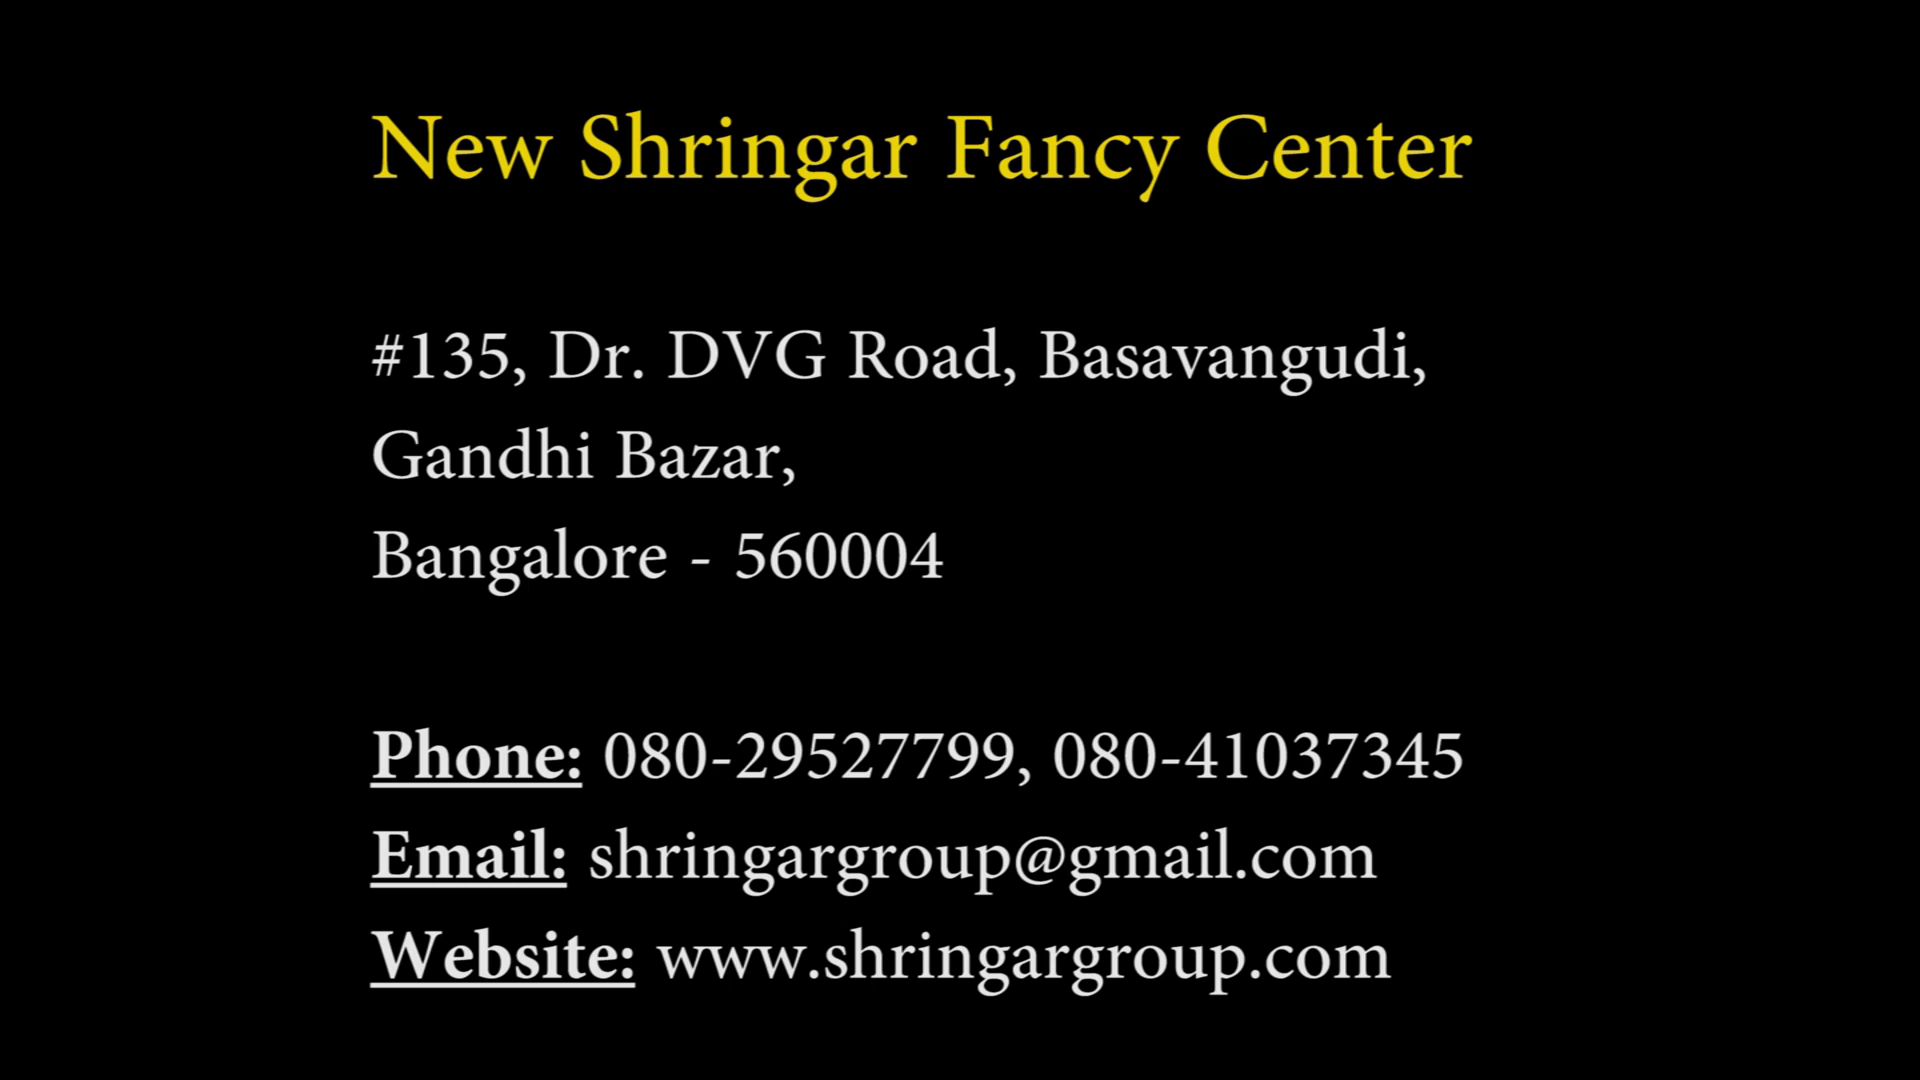 New Shringar Fancy Center
#135, Dr. DVG Road, Basavangudi,
Gandhi Bazar,
Bangalore - 560004
Phone: 080-29527799, 080-41037345
Email: shringargroup@gmail.com
Website: www.shringargroup.com